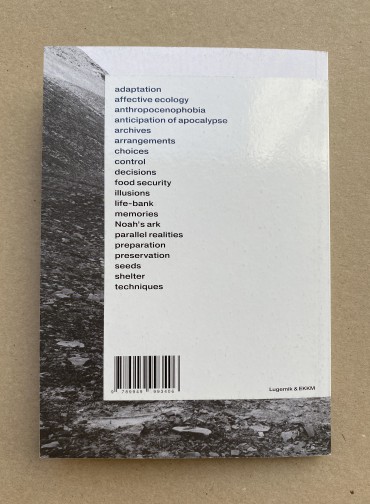 adaptation
affective ecology
anthropocenophobia
anticipation of apocalypse
archives
arrangements
choices
control
decisions
food security
illusions
life-bank
memories
Noah's ark
parallel realities
preparation
preservation
seeds
shelter
techniques
Lugemik & EKKM